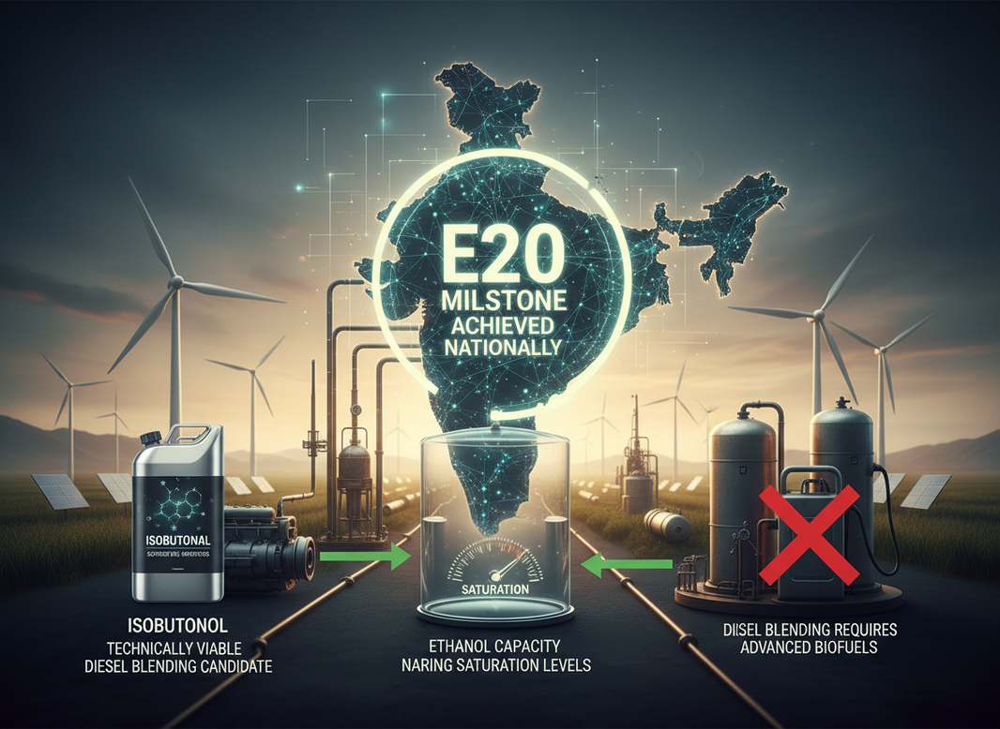 E20
MILSTONE
ACHIEVED
NATIONALLY
ISOBUTONAL
SATURATION
ISOBUTONOL
TECHNICALLY VIABLE
DIESEL BLENDING CANDIDATE
ETHANOL CAPACITY
NARING SATURATION LEVELS
DIISEL BLENDING REQUIRES
ADVANCED BIOFUELS